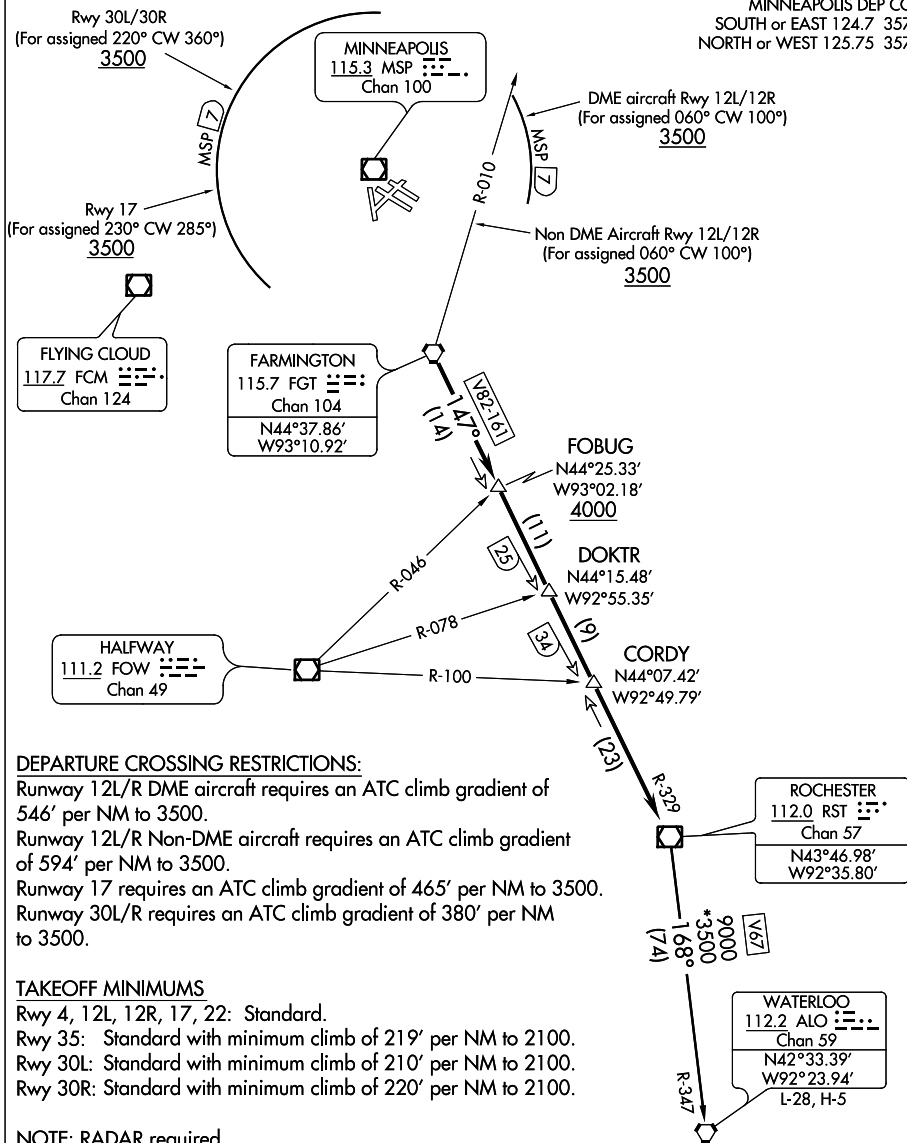 MINNEAPOLIS DEP CO
SOUTH or EAST 124.7 357
NORTH or WEST 125.75 357
Rwy 30L/30R
(For assigned 220° CW 360°)
3500
MINNEAPOLIS
115.3 MSP
Chan 100
DME aircraft Rwy 12L/12R
(For assigned 060° CW 100°)
3500
MSP 7
MSP 7
R-010
Rwy 17
(For assigned 230° CW 285°)
3500
Non DME Aircraft Rwy 12L/12R
(For assigned 060° CW 100°)
3500
FLYING CLOUD
117.7 FCM
Chan 124
FARMINGTON
115.7 FGT
Chan 104
N44°37.86'
W93°10.92'
V82-161
147°
(14)
FOBUG
N44°25.33'
W93°02.18'
4000
(11)
25
DOKTR
N44°15.48'
W92°55.35'
R-046
R-078
R-100
(9)
34
CORDY
N44°07.42'
W92°49.79'
HALFWAY
111.2 FOW
Chan 49
(23)
R-329
ROCHESTER
112.0 RST
Chan 57
N43°46.98'
W92°35.80'
DEPARTURE CROSSING RESTRICTIONS:
Runway 12L/R DME aircraft requires an ATC climb gradient of
546' per NM to 3500.
Runway 12L/R Non-DME aircraft requires an ATC climb gradient
of 594' per NM to 3500.
Runway 17 requires an ATC climb gradient of 465' per NM to 3500.
Runway 30L/R requires an ATC climb gradient of 380' per NM
to 3500.
V67
9000
*3500
168°
(74)
TAKEOFF MINIMUMS
Rwy 4, 12L, 12R, 17, 22: Standard.
Rwy 35: Standard with minimum climb of 219' per NM to 2100.
Rwy 30L: Standard with minimum climb of 210' per NM to 2100.
Rwy 30R: Standard with minimum climb of 220' per NM to 2100.
WATERLOO
112.2 ALO
Chan 59
N42°33.39'
W92°23.94'
L-28, H-5
R-347
NOTE: RADAR required